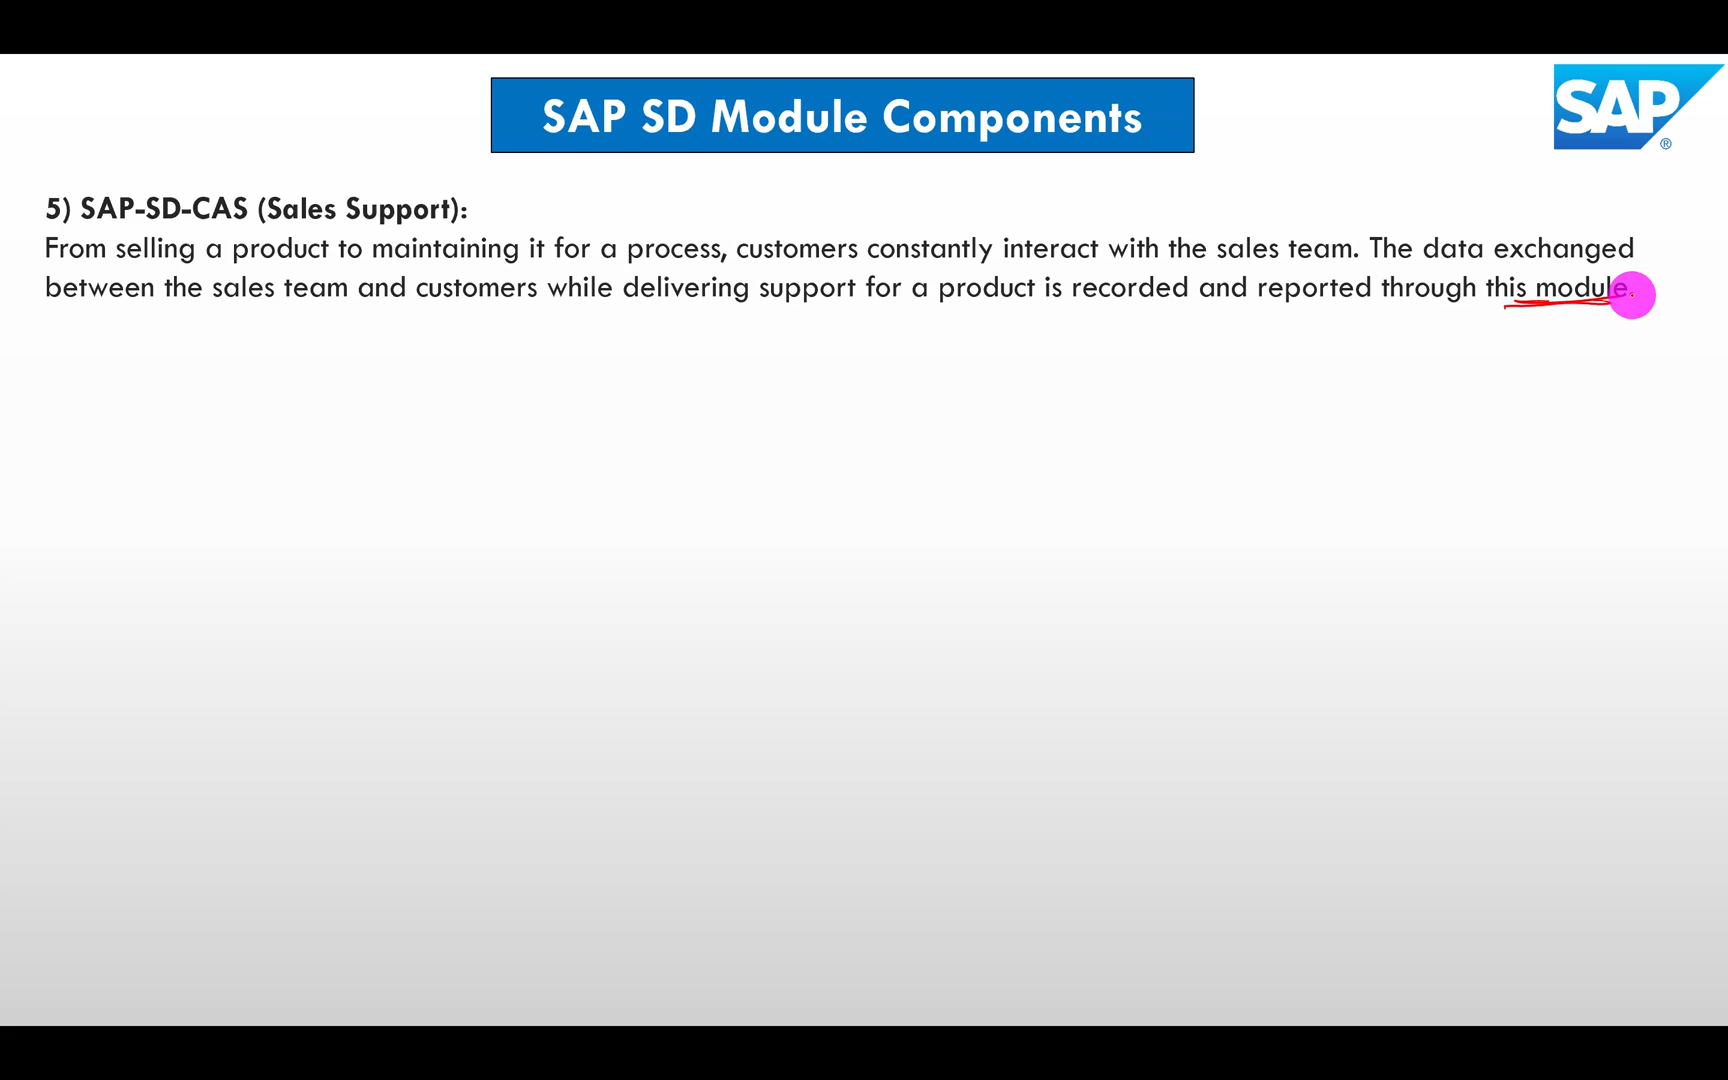 SAP SD Module Components
SAP
®
5) SAP-SD-CAS (Sales Support):
From selling a product to maintaining it for a process, customers constantly interact with the sales team. The data exchanged
between the sales team and customers while delivering support for a product is recorded and reported through this module.